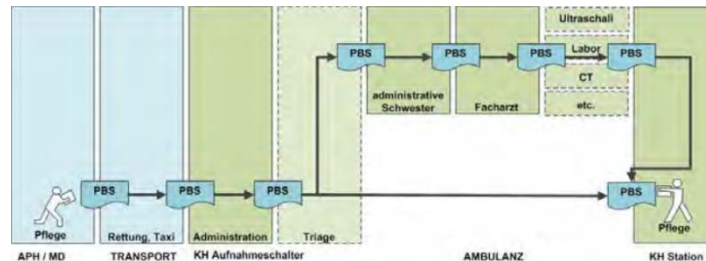 Ultraschall
PBS PBS PBS Labor PBS
CT
administrative
Schwester
Facharzt
etc.
PBS PBS PBS PBS
Pflege
Rettung, Taxi
Administration
Triage
Pflege
APH / MD
TRANSPORT
KH Aufnahmeschalter
AMBULANZ
KH Station